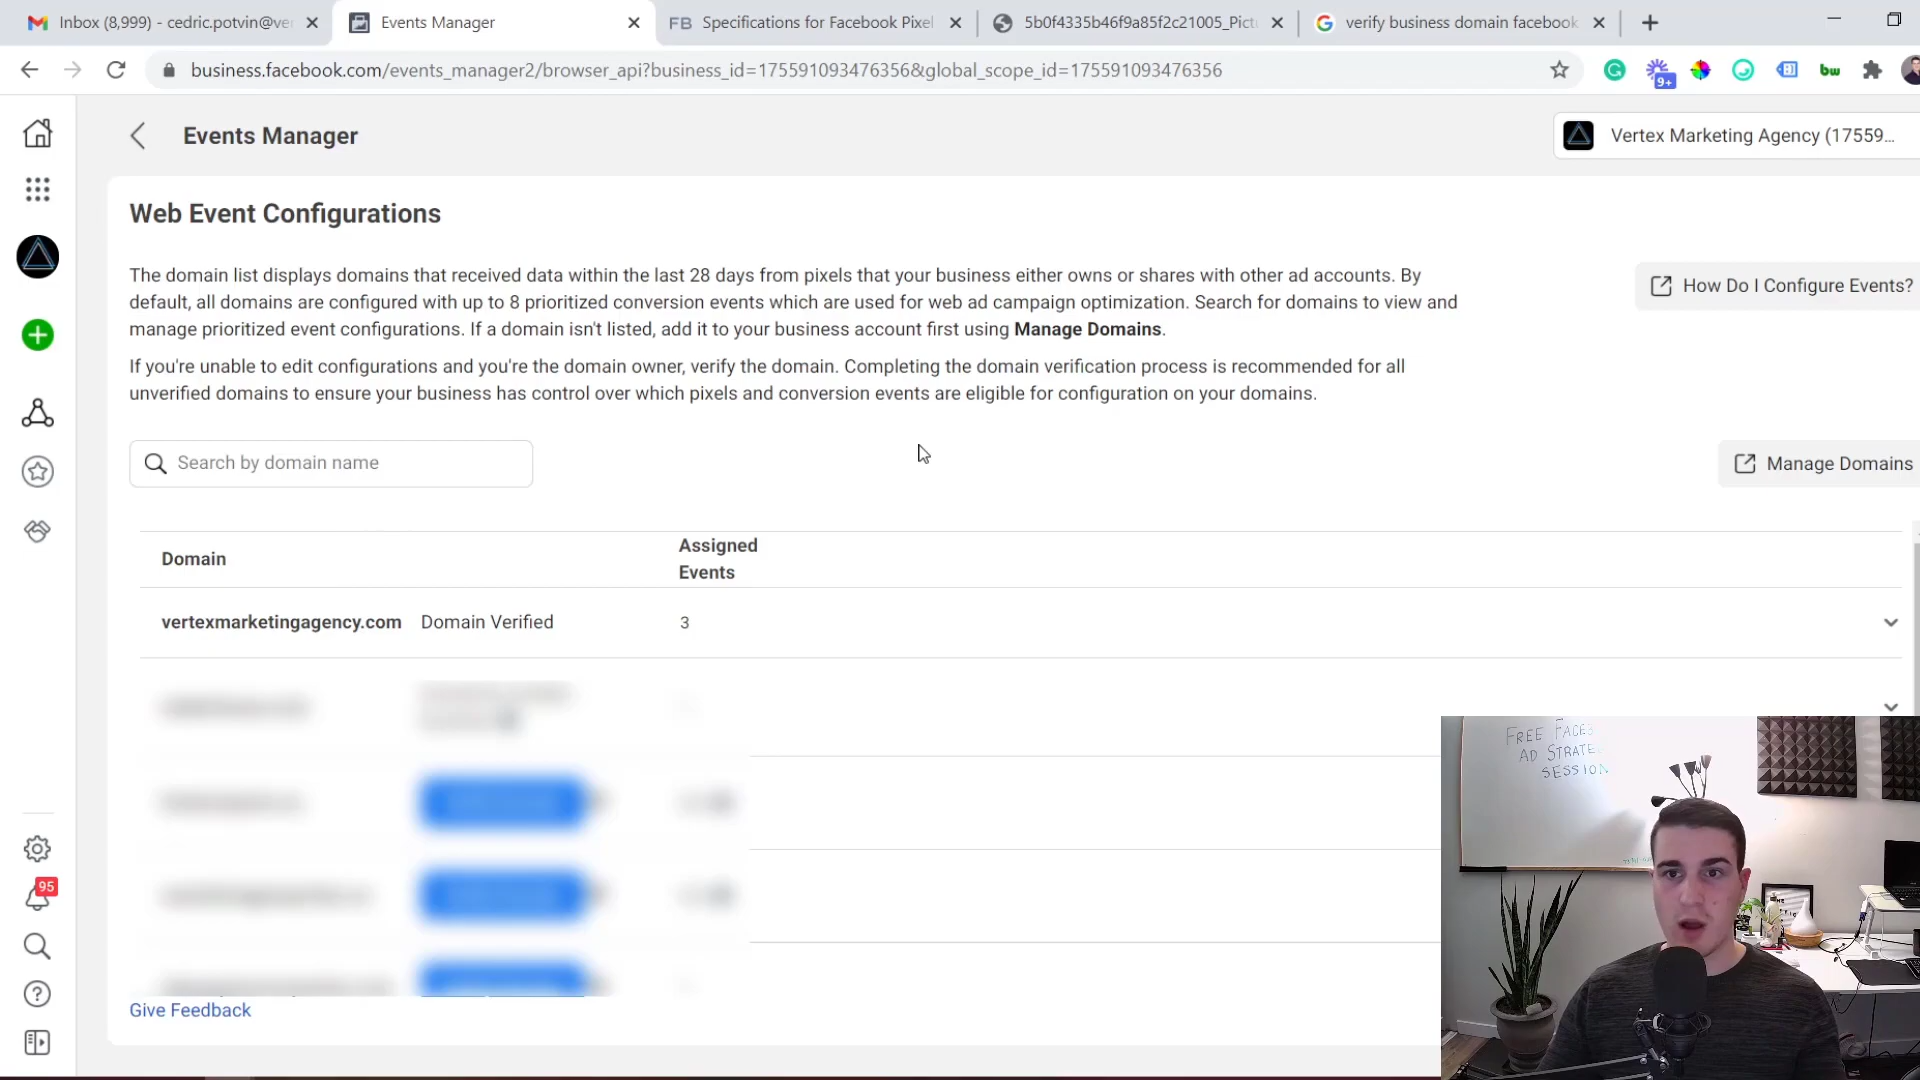 Inbox (8,999) - cedric.potvin@ver
Events Manager
FB Specifications for Facebook Pixel
5b0f4335b46f9a85f2c21005_Pict
verify business domain facebook
business.facebook.com/events_manager2/browser_api?business_id=175591093476356&global_scope_id=175591093476356
9+
bw
Events Manager
Vertex Marketing Agency (17559...
Web Event Configurations
The domain list displays domains that received data within the last 28 days from pixels that your business either owns or shares with other ad accounts. By
default, all domains are configured with up to 8 prioritized conversion events which are used for web ad campaign optimization. Search for domains to view and
manage prioritized event configurations. If a domain isn't listed, add it to your business account first using Manage Domains.
How Do I Configure Events?
If you're unable to edit configurations and you're the domain owner, verify the domain. Completing the domain verification process is recommended for all
unverified domains to ensure your business has control over which pixels and conversion events are eligible for configuration on your domains.
Search by domain name
Manage Domains
Domain
Assigned
Events
vertexmarketingagency.com Domain Verified 3
FREE FACES
AD STRATE
SESSION
95
Give Feedback